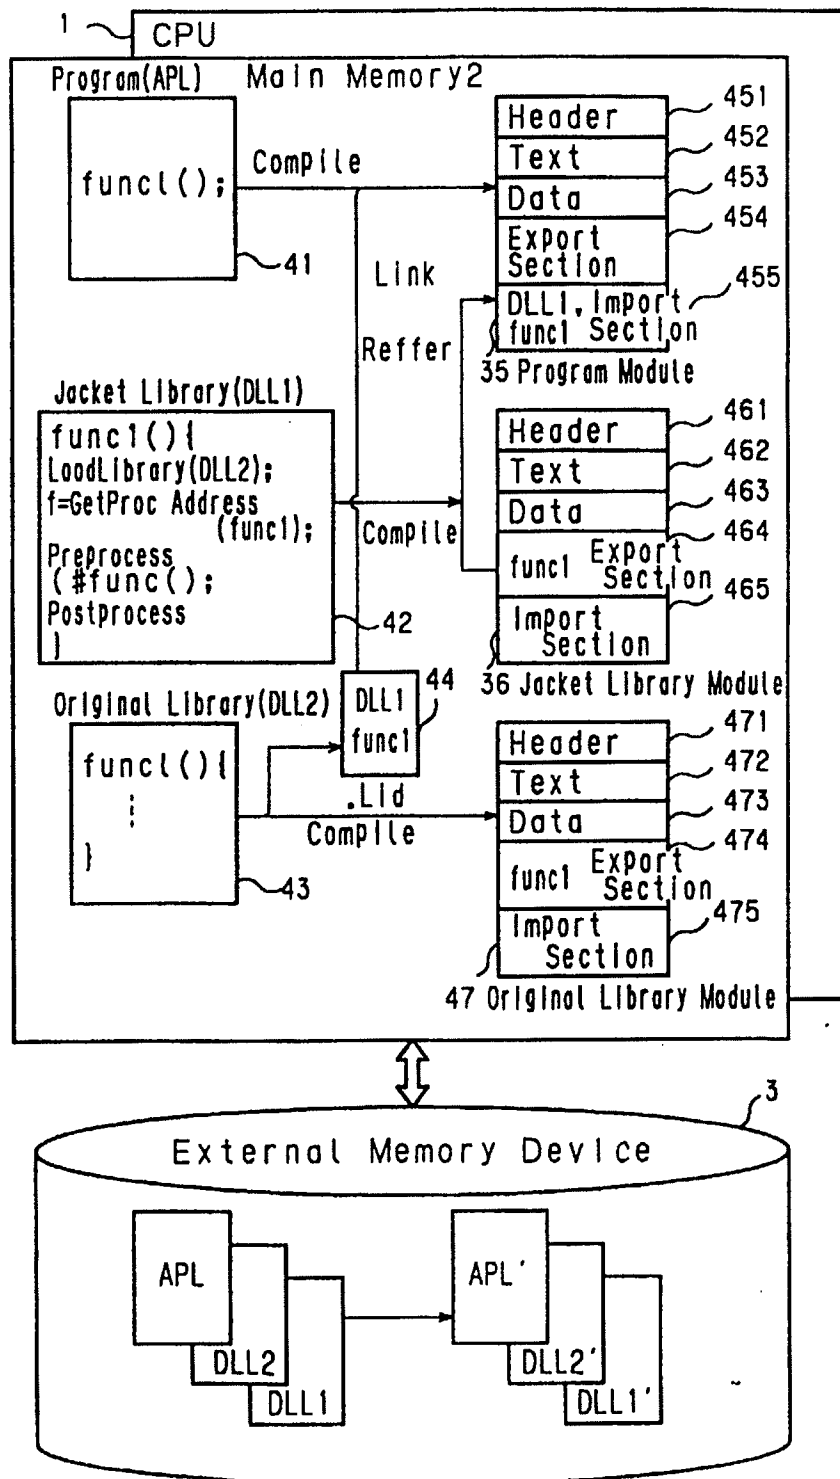 1 CPU
Program(APL) Main Memory2
func1();
41
Compile
Link
Reffer
Header 451
Text 452
Data 453
Export 454
Section
DLL1, Import 455
func1 Section
35 Program Module
Jacket Library(DLL1)
func1(){
LoadLibrary(DLL2);
f=GetProc Address
(func1);
Preprocess
(#func();
Postprocess
}
42
Compile
Header 461
Text 462
Data 463
464
func1 Export
Section
465
Import
Section
36 Jacket Library Module
Original Library(DLL2)
func1(){
}
43
DLL1
func1
44
.Lid
Compile
Header 471
Text 472
Data 473
474
func1 Export
Section
475
Import
Section
47 Original Library Module
3
External Memory Device
APL
DLL2
DLL1
APL'
DLL2'
DLL1'